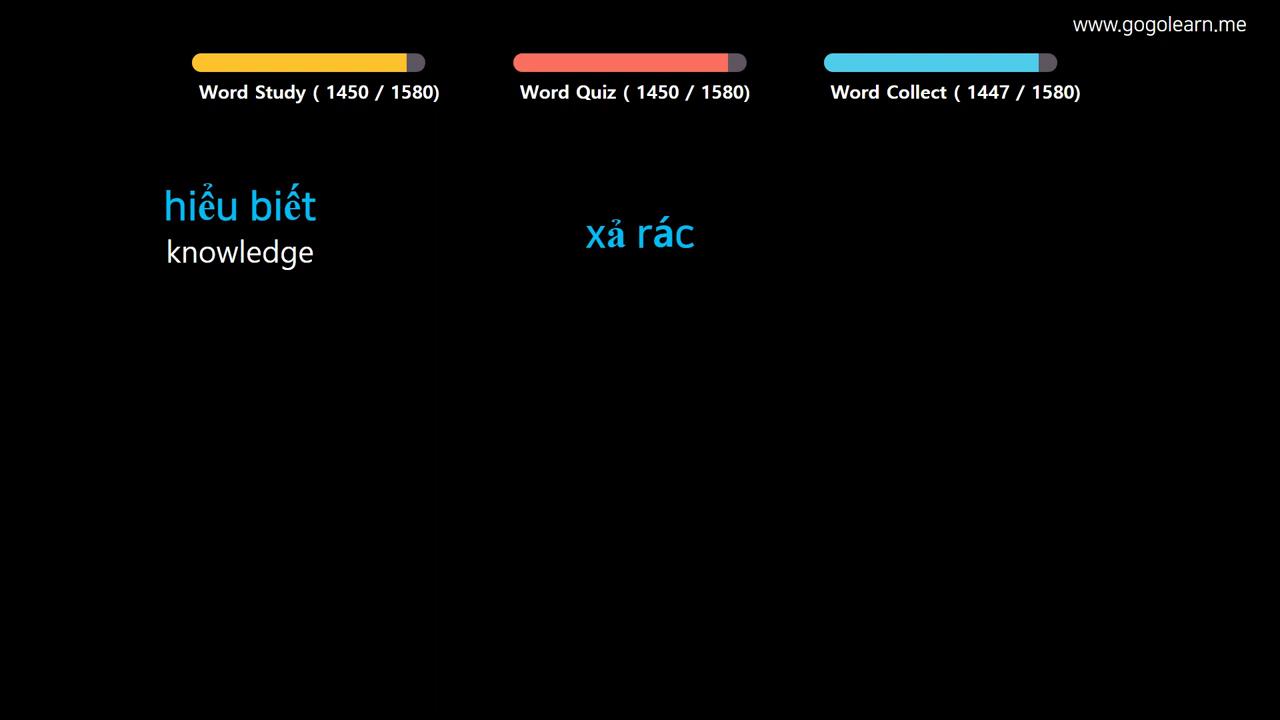 www.gogolearn.me
Word Study ( 1450 / 1580)
Word Quiz ( 1450 / 1580)
Word Collect ( 1447 / 1580)
hiểu biết
knowledge
xả rác